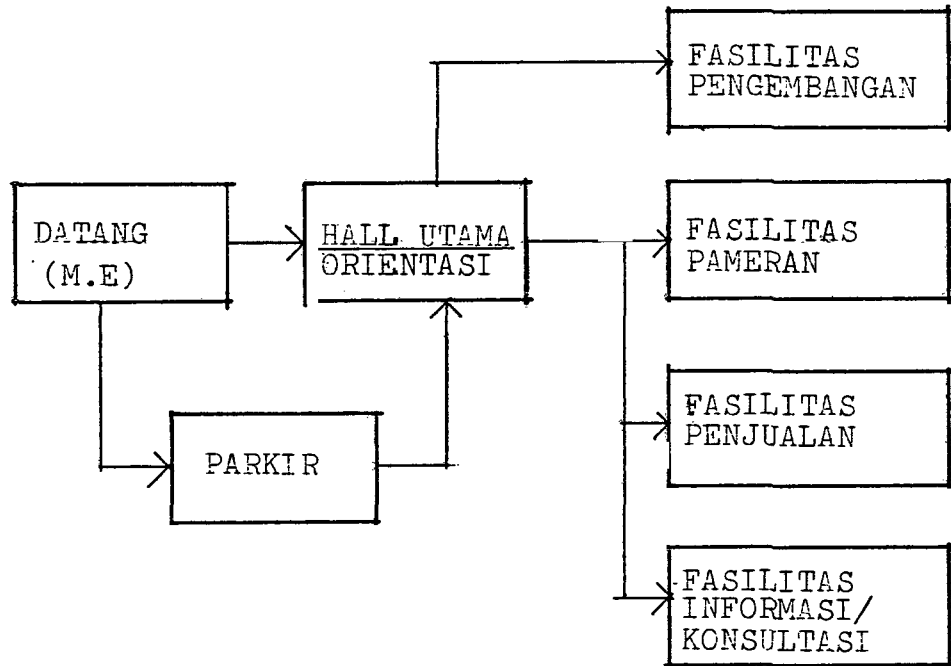 FASILITAS
PENGEMBANGAN
DATANG
(M.E)
HALL UTAMA
ORIENTASI
FASILITAS
PAMERAN
PARKIR
FASILITAS
PENJUALAN
FASILITAS
INFORMASI/
KONSULTASI